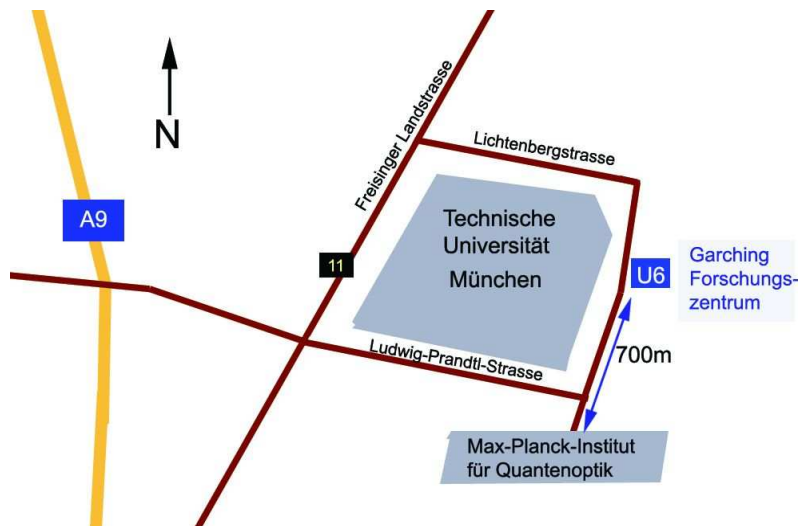 N
Freisinger Landstrasse
Lichtenbergstrasse
A9
Technische
Universität
München
11
U6
Garching
Forschungs-
zentrum
Ludwig-Prandtl-Strasse
700m
Max-Planck-Institut
für Quantenoptik